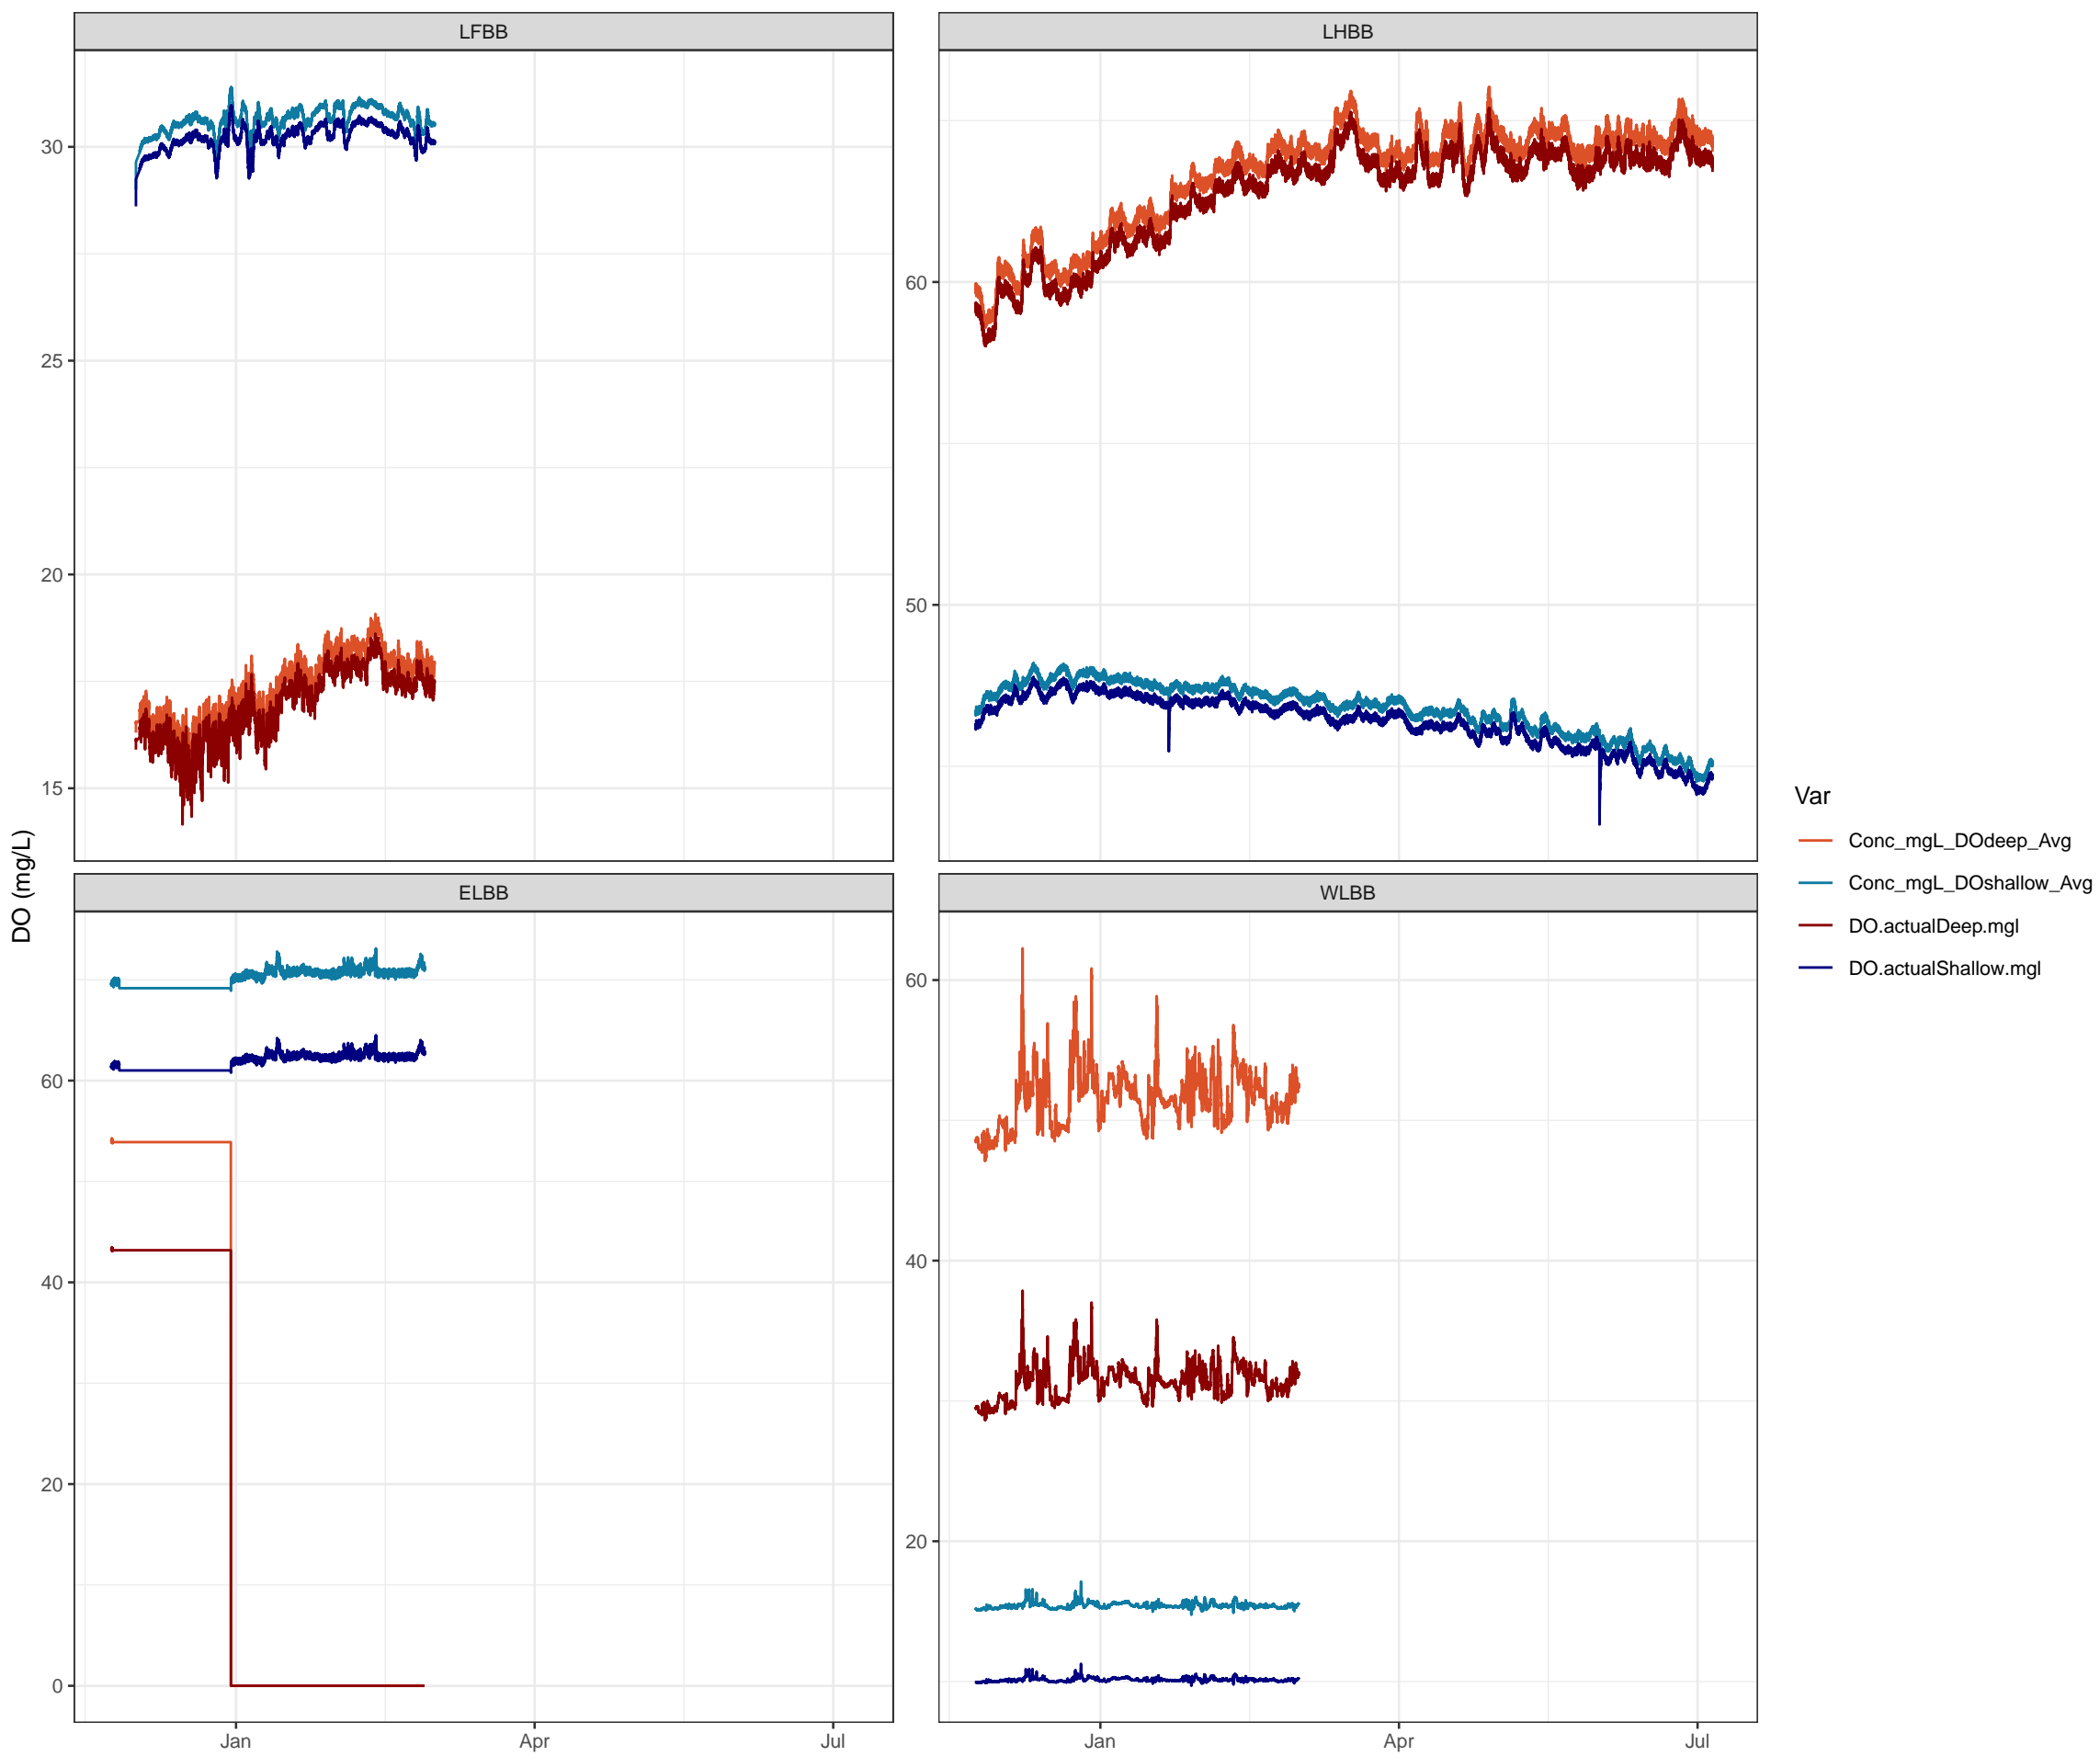 LFBB
LHBB
30
25
20
15
60
50
DO (mg/L)
ELBB
WLBB
60
40
20
0
60
40
20
Jan
Apr
Jul
Jan
Apr
Jul
Var
Conc_mgL_DOdeep_Avg
Conc_mgL_DOshallow_Avg
DO.actualDeep.mgl
DO.actualShallow.mgl